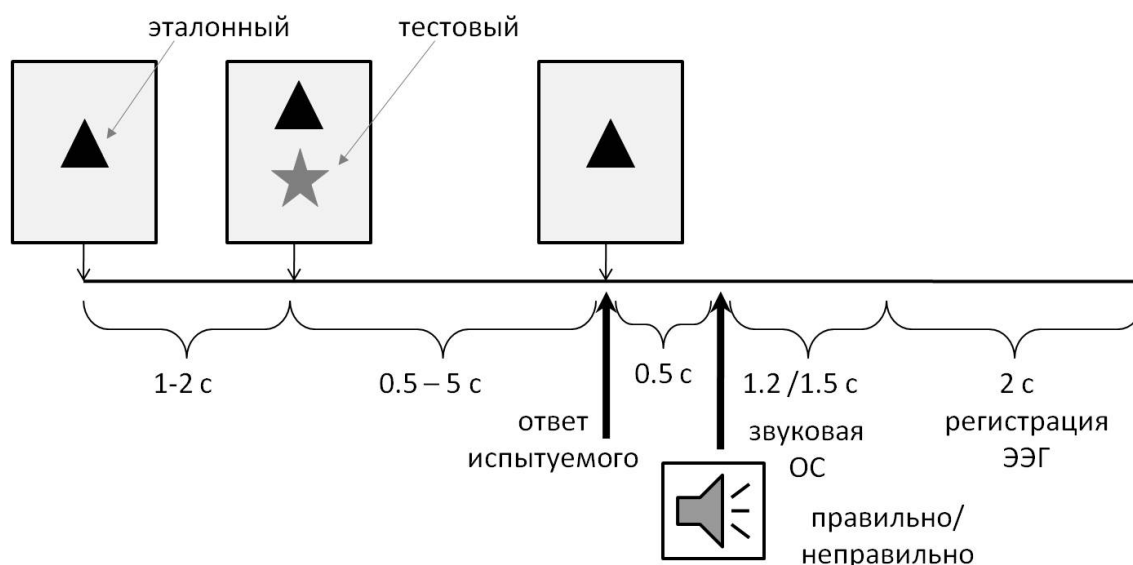 эталонный
тестовый
1-2 с
0.5 – 5 с
0.5 с
1.2 /1.5 с
2 с
ответ
испытуемого
звуковая
ОС
регистрация
ЭЭГ
правильно/
неправильно